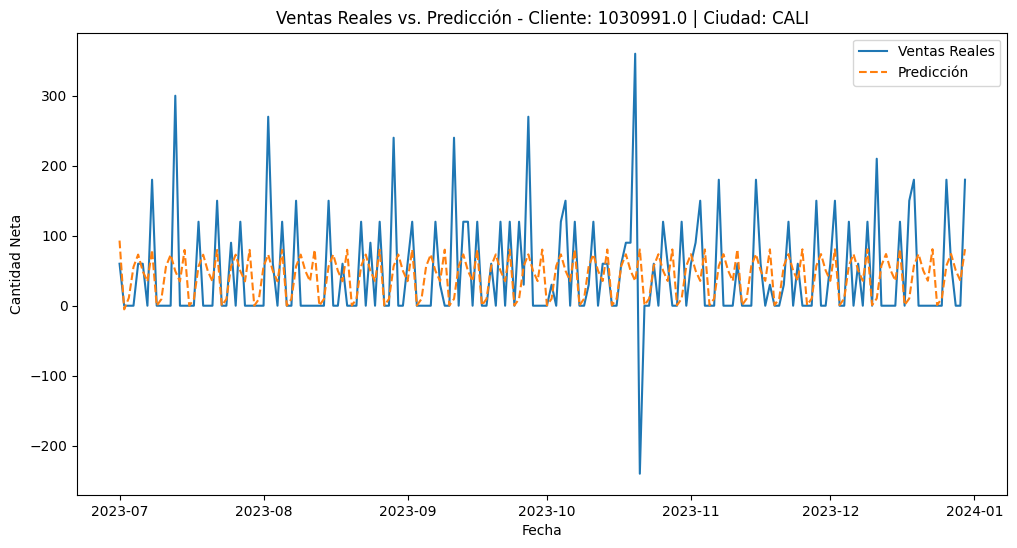 Ventas Reales vs. Predicción - Cliente: 1030991.0 | Ciudad: CALI
Ventas Reales
Predicción
Cantidad Neta
300
200
100
0
−100
−200
2023-07
2023-08
2023-09
2023-10
2023-11
2023-12
2024-01
Fecha